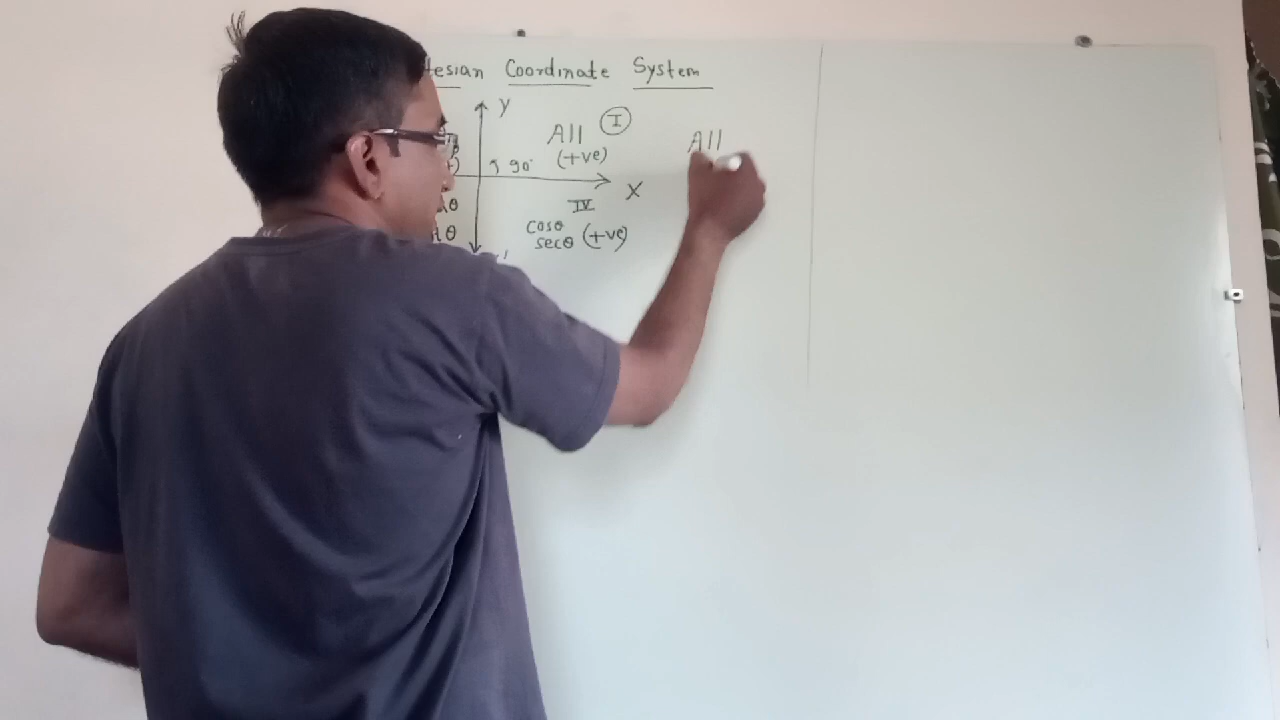 tesian Coordinate System
y
All I
(+ve)
90°
X
IV
cosθ
secθ (+ve)
All